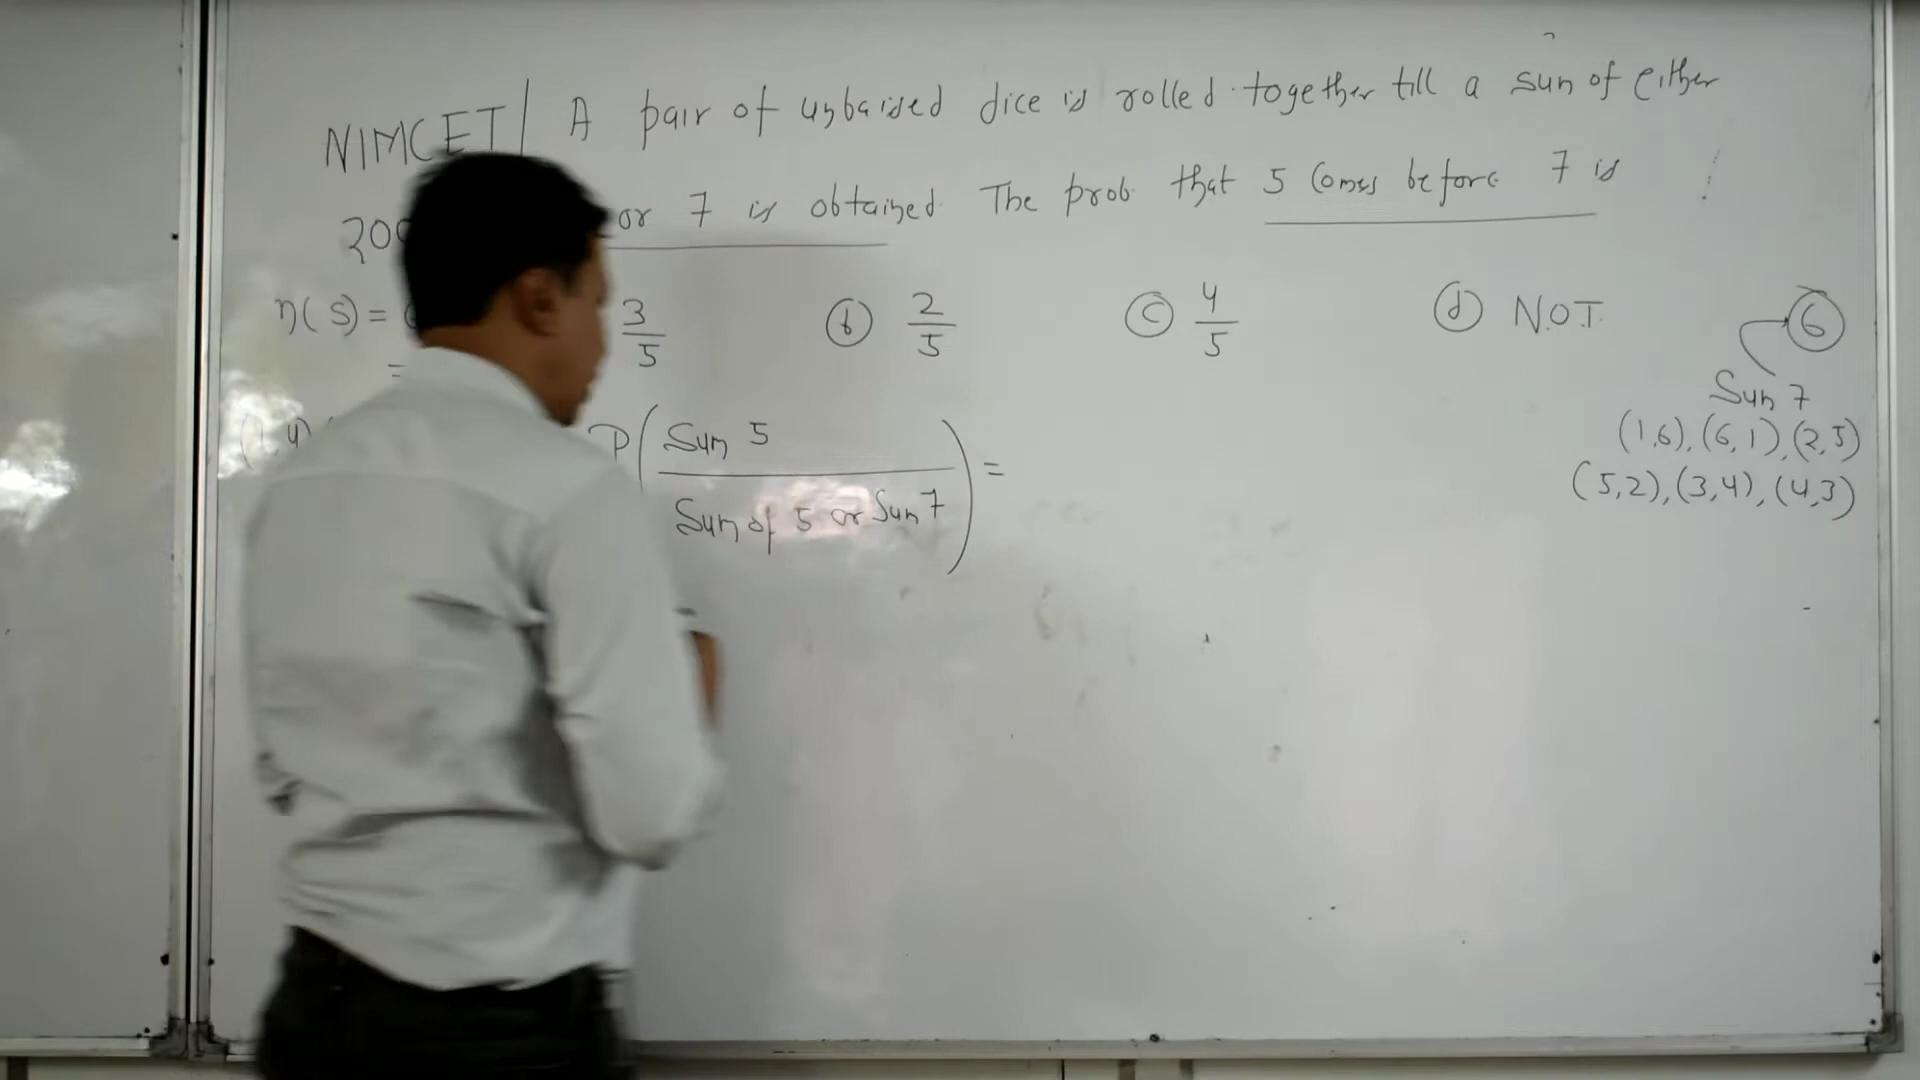 NIMCET | A pair of unbaised dice is rolled together till a sum of either
200 or 7 is obtained. The prob. that 5 Comes before 7 is
η(S) = 3/5 (b) 2/5 (c) 4/5 (d) N.O.T. 6
=
Sum 7
(1,6), (6,1), (2,5)
(5,2), (3,4), (4,3)
4) P( Sum 5 / Sum of 5 or Sum 7 ) =